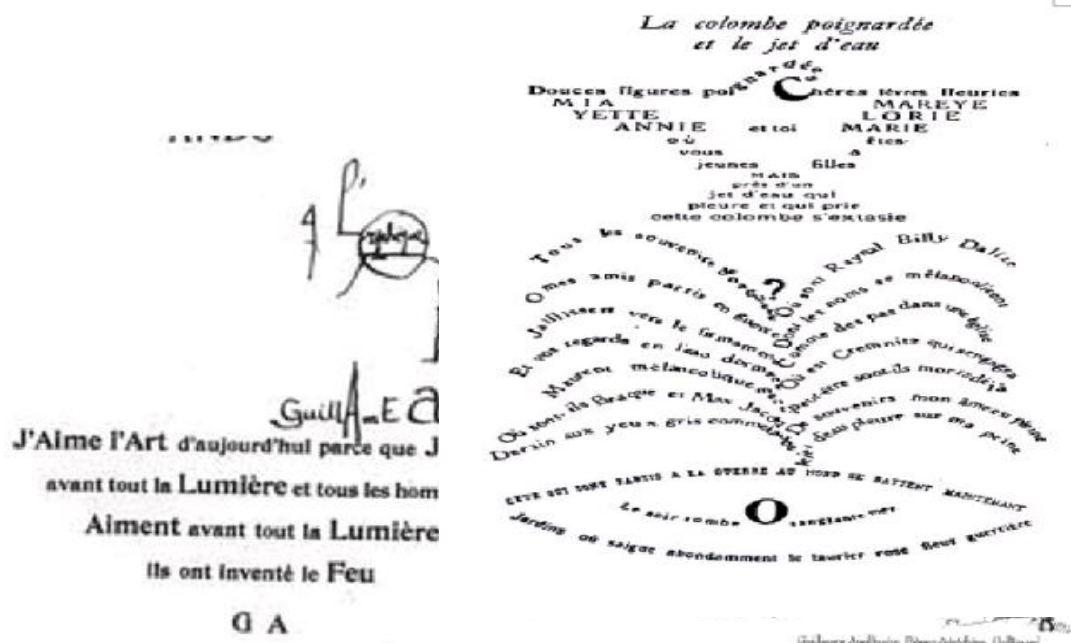 l'
GuillAmE a
J'Aime l'Art d'aujourd'hui parce que J
avant tout la Lumière et tous les hom
Aiment avant tout la Lumière
ils ont inventé le Feu
La colombe poignardée
et le jet d'eau
Douces figures poignardées Chères lèvres fleuries
MIA MAREYE
YETTE LORIE
ANNIE et toi MARIE
où êtes-
vous ô
jeunes filles
MAIS
près d'un
jet d'eau qui
pleure et qui prie
cette colombe s'extasie
Tous les souvenirs de naguère
? Où sont Raynal Billy Dalize
O mes amis partis en guerre
Dont les noms se mélancolisent
Jaillissent vers le firmament
Comme des pas dans une église
Et vos regards en l'eau dormant
Où est Cremnitz qui s'engagea
Meurent mélancoliquement
Peut-être sont-ils morts déjà
Où sont-ils Braque et Max Jacob
De souvenirs mon âme est pleine
Derain aux yeux gris comme l'aube
Le jet d'eau pleure sur ma peine
CEUX QUI SONT PARTIS A LA GUERRE AU NORD SE BATTENT MAINTENANT
Le soir tombe O sanglante mer
Jardins où saigne abondamment le laurier rose fleur guerrière